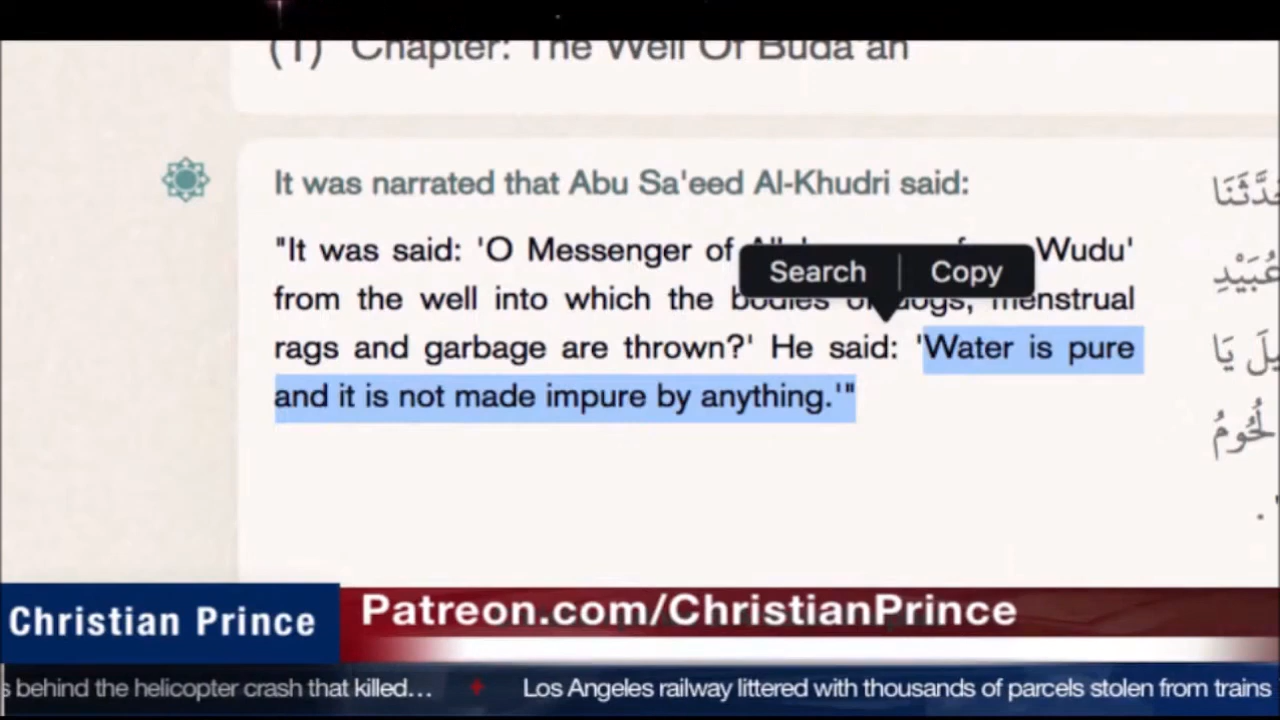 (1) Chapter: The Well Of Buda'ah
It was narrated that Abu Sa'eed Al-Khudri said:
"It was said: 'O Messenger of Wudu'
Search Copy
from the well into which the bodies of dogs, menstrual
rags and garbage are thrown?' He said: 'Water is pure
and it is not made impure by anything.'"
عُبَيْدِ
يَا
لُحُومُ
Christian Prince
Patreon.com/ChristianPrince
s behind the helicopter crash that killed... Los Angeles railway littered with thousands of parcels stolen from trains